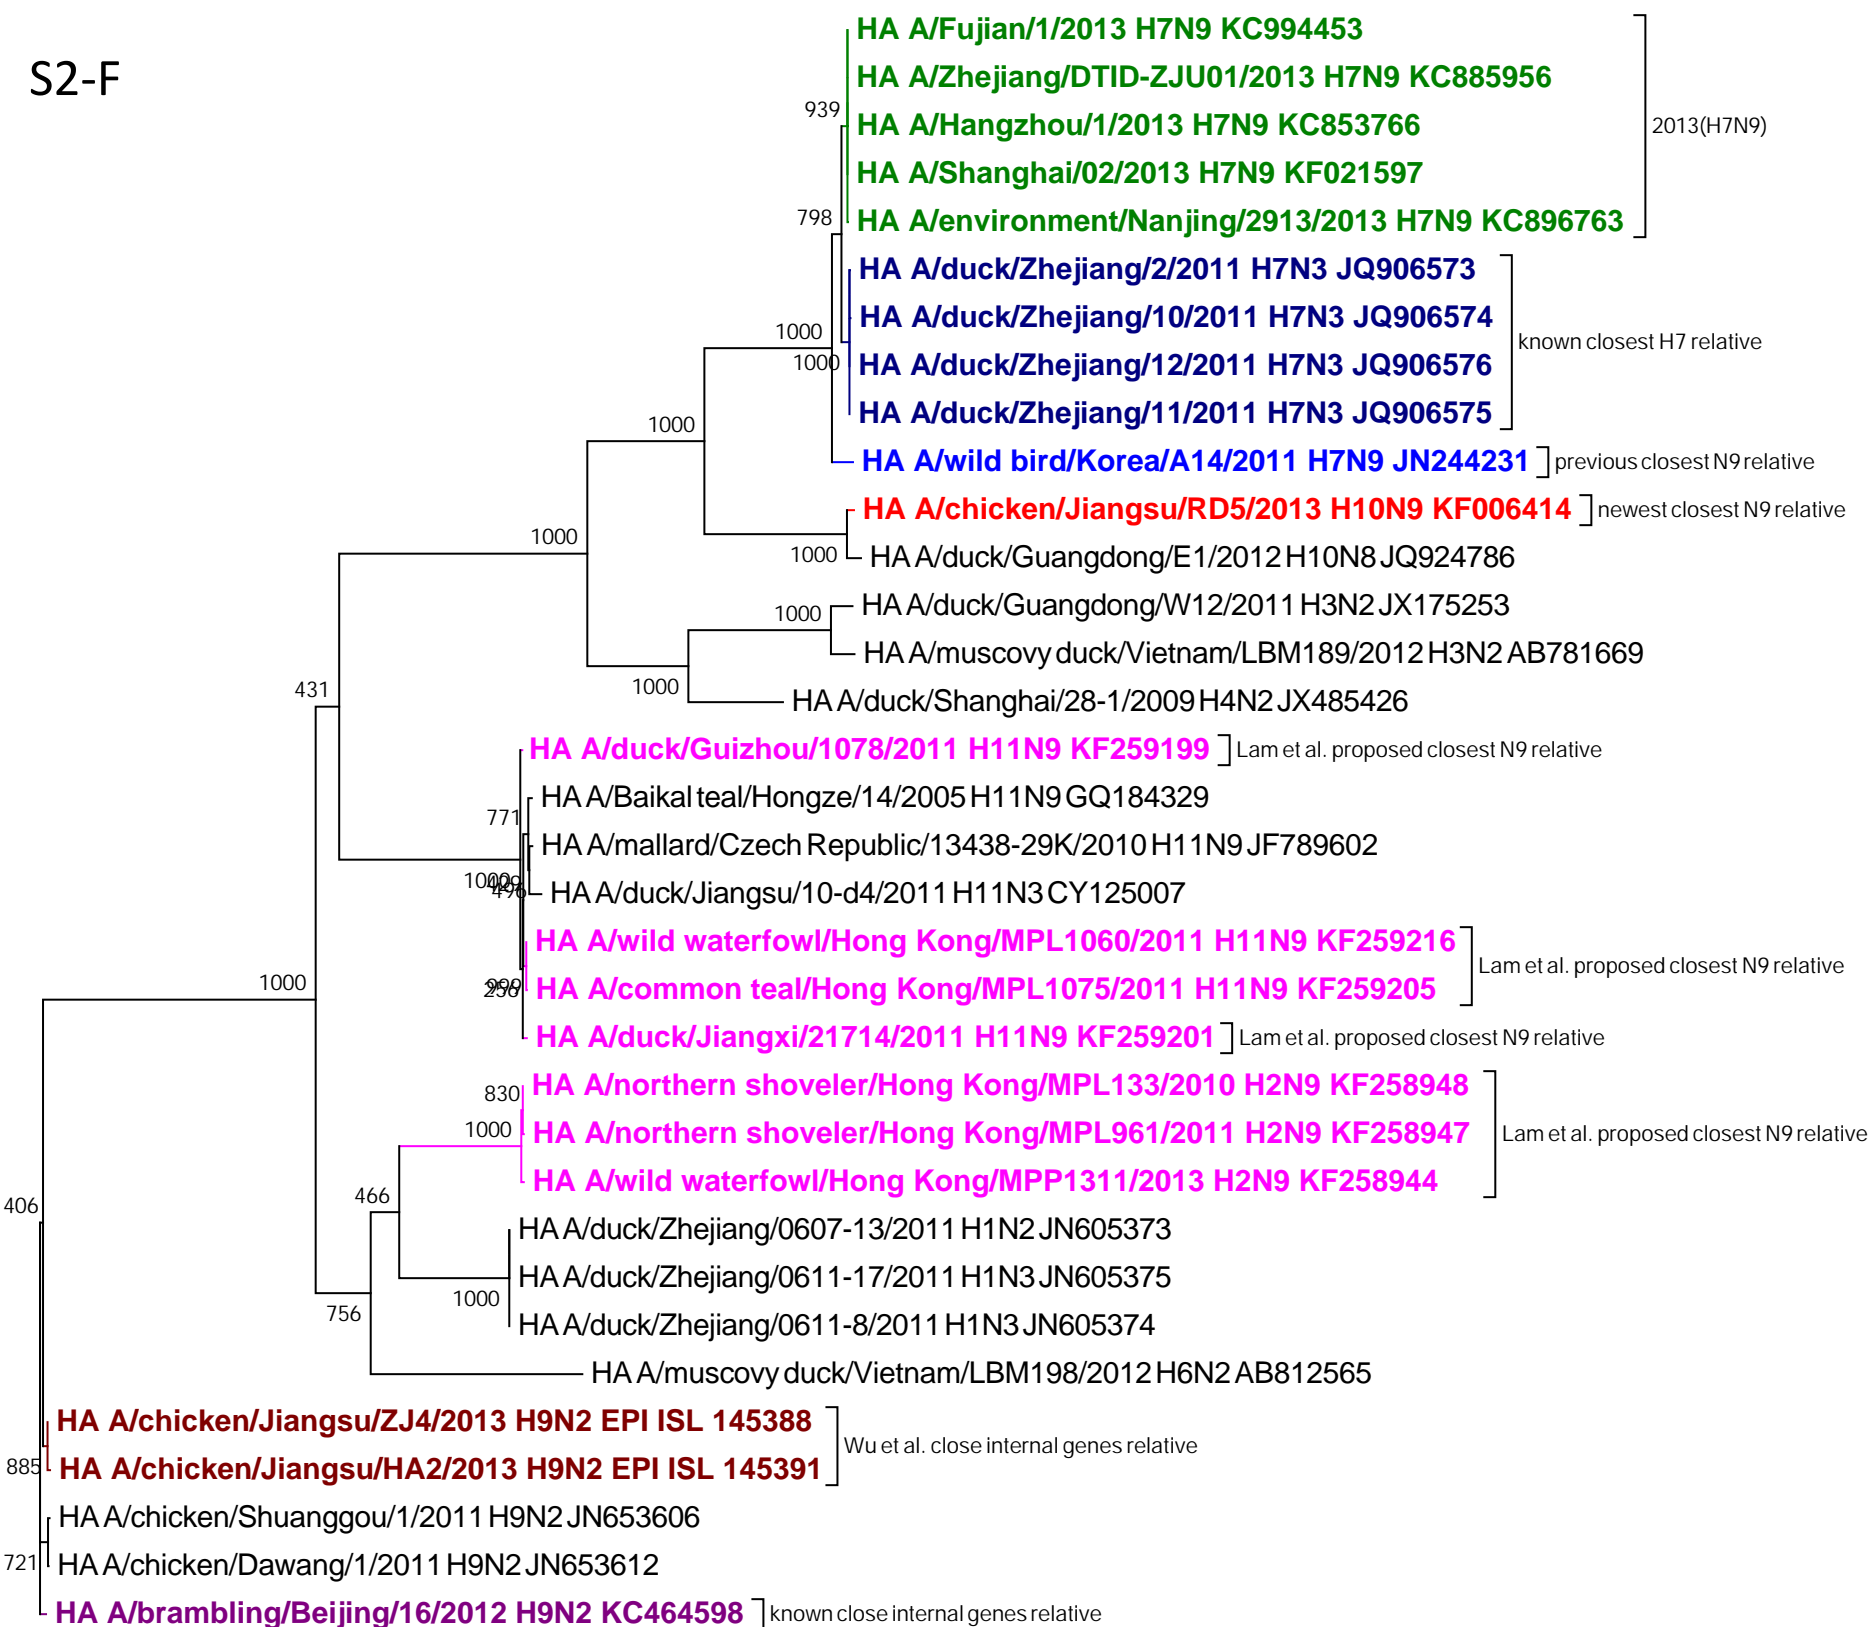 S2-F
HA A/Fujian/1/2013 H7N9 KC994453
HA A/Zhejiang/DTID-ZJU01/2013 H7N9 KC885956
939
HA A/Hangzhou/1/2013 H7N9 KC853766
2013(H7N9)
HA A/Shanghai/02/2013 H7N9 KF021597
798
HA A/environment/Nanjing/2913/2013 H7N9 KC896763
HA A/duck/Zhejiang/2/2011 H7N3 JQ906573
HA A/duck/Zhejiang/10/2011 H7N3 JQ906574
1000
known closest H7 relative
1000
HA A/duck/Zhejiang/12/2011 H7N3 JQ906576
HA A/duck/Zhejiang/11/2011 H7N3 JQ906575
1000
HA A/wild bird/Korea/A14/2011 H7N9 JN244231
previous closest N9 relative
HA A/chicken/Jiangsu/RD5/2013 H10N9 KF006414
newest closest N9 relative
1000
1000
HA A/duck/Guangdong/E1/2012 H10N8 JQ924786
HA A/duck/Guangdong/W12/2011 H3N2 JX175253
1000
HA A/muscovy duck/Vietnam/LBM189/2012 H3N2 AB781669
431
1000
HA A/duck/Shanghai/28-1/2009 H4N2 JX485426
HA A/duck/Guizhou/1078/2011 H11N9 KF259199
Lam et al. proposed closest N9 relative
HA A/Baikal teal/Hongze/14/2005 H11N9 GQ184329
771
HA A/mallard/Czech Republic/13438-29K/2010 H11N9 JF789602
1000
HA A/duck/Jiangsu/10-d4/2011 H11N3 CY125007
HA A/wild waterfowl/Hong Kong/MPL1060/2011 H11N9 KF259216
Lam et al. proposed closest N9 relative
1000
HA A/common teal/Hong Kong/MPL1075/2011 H11N9 KF259205
HA A/duck/Jiangxi/21714/2011 H11N9 KF259201
Lam et al. proposed closest N9 relative
HA A/northern shoveler/Hong Kong/MPL133/2010 H2N9 KF258948
830
1000
HA A/northern shoveler/Hong Kong/MPL961/2011 H2N9 KF258947
Lam et al. proposed closest N9 relative
HA A/wild waterfowl/Hong Kong/MPP1311/2013 H2N9 KF258944
466
406
HA A/duck/Zhejiang/0607-13/2011 H1N2 JN605373
HA A/duck/Zhejiang/0611-17/2011 H1N3 JN605375
1000
756
HA A/duck/Zhejiang/0611-8/2011 H1N3 JN605374
HA A/muscovy duck/Vietnam/LBM198/2012 H6N2 AB812565
HA A/chicken/Jiangsu/ZJ4/2013 H9N2 EPI ISL 145388
Wu et al. close internal genes relative
885
HA A/chicken/Jiangsu/HA2/2013 H9N2 EPI ISL 145391
HA A/chicken/Shuanggou/1/2011 H9N2 JN653606
721
HA A/chicken/Dawang/1/2011 H9N2 JN653612
HA A/brambling/Beijing/16/2012 H9N2 KC464598
known close internal genes relative